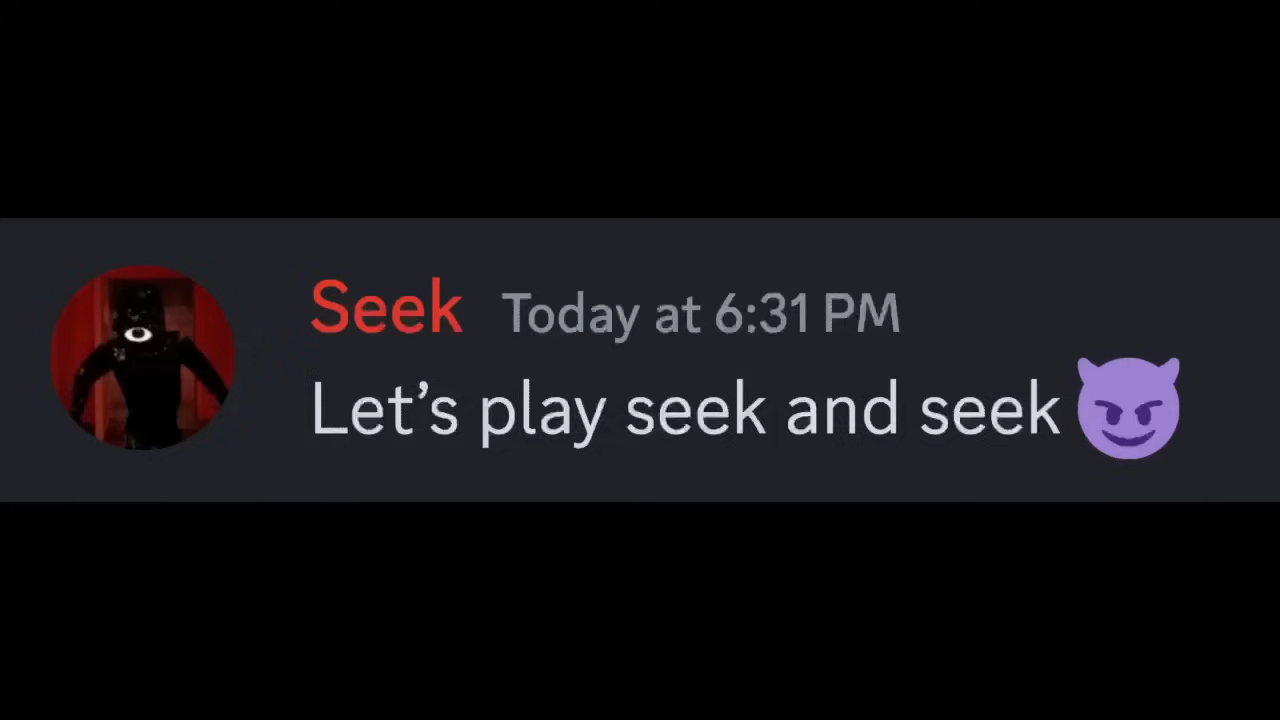 Seek Today at 6:31 PM
Let’s play seek and seek 😈